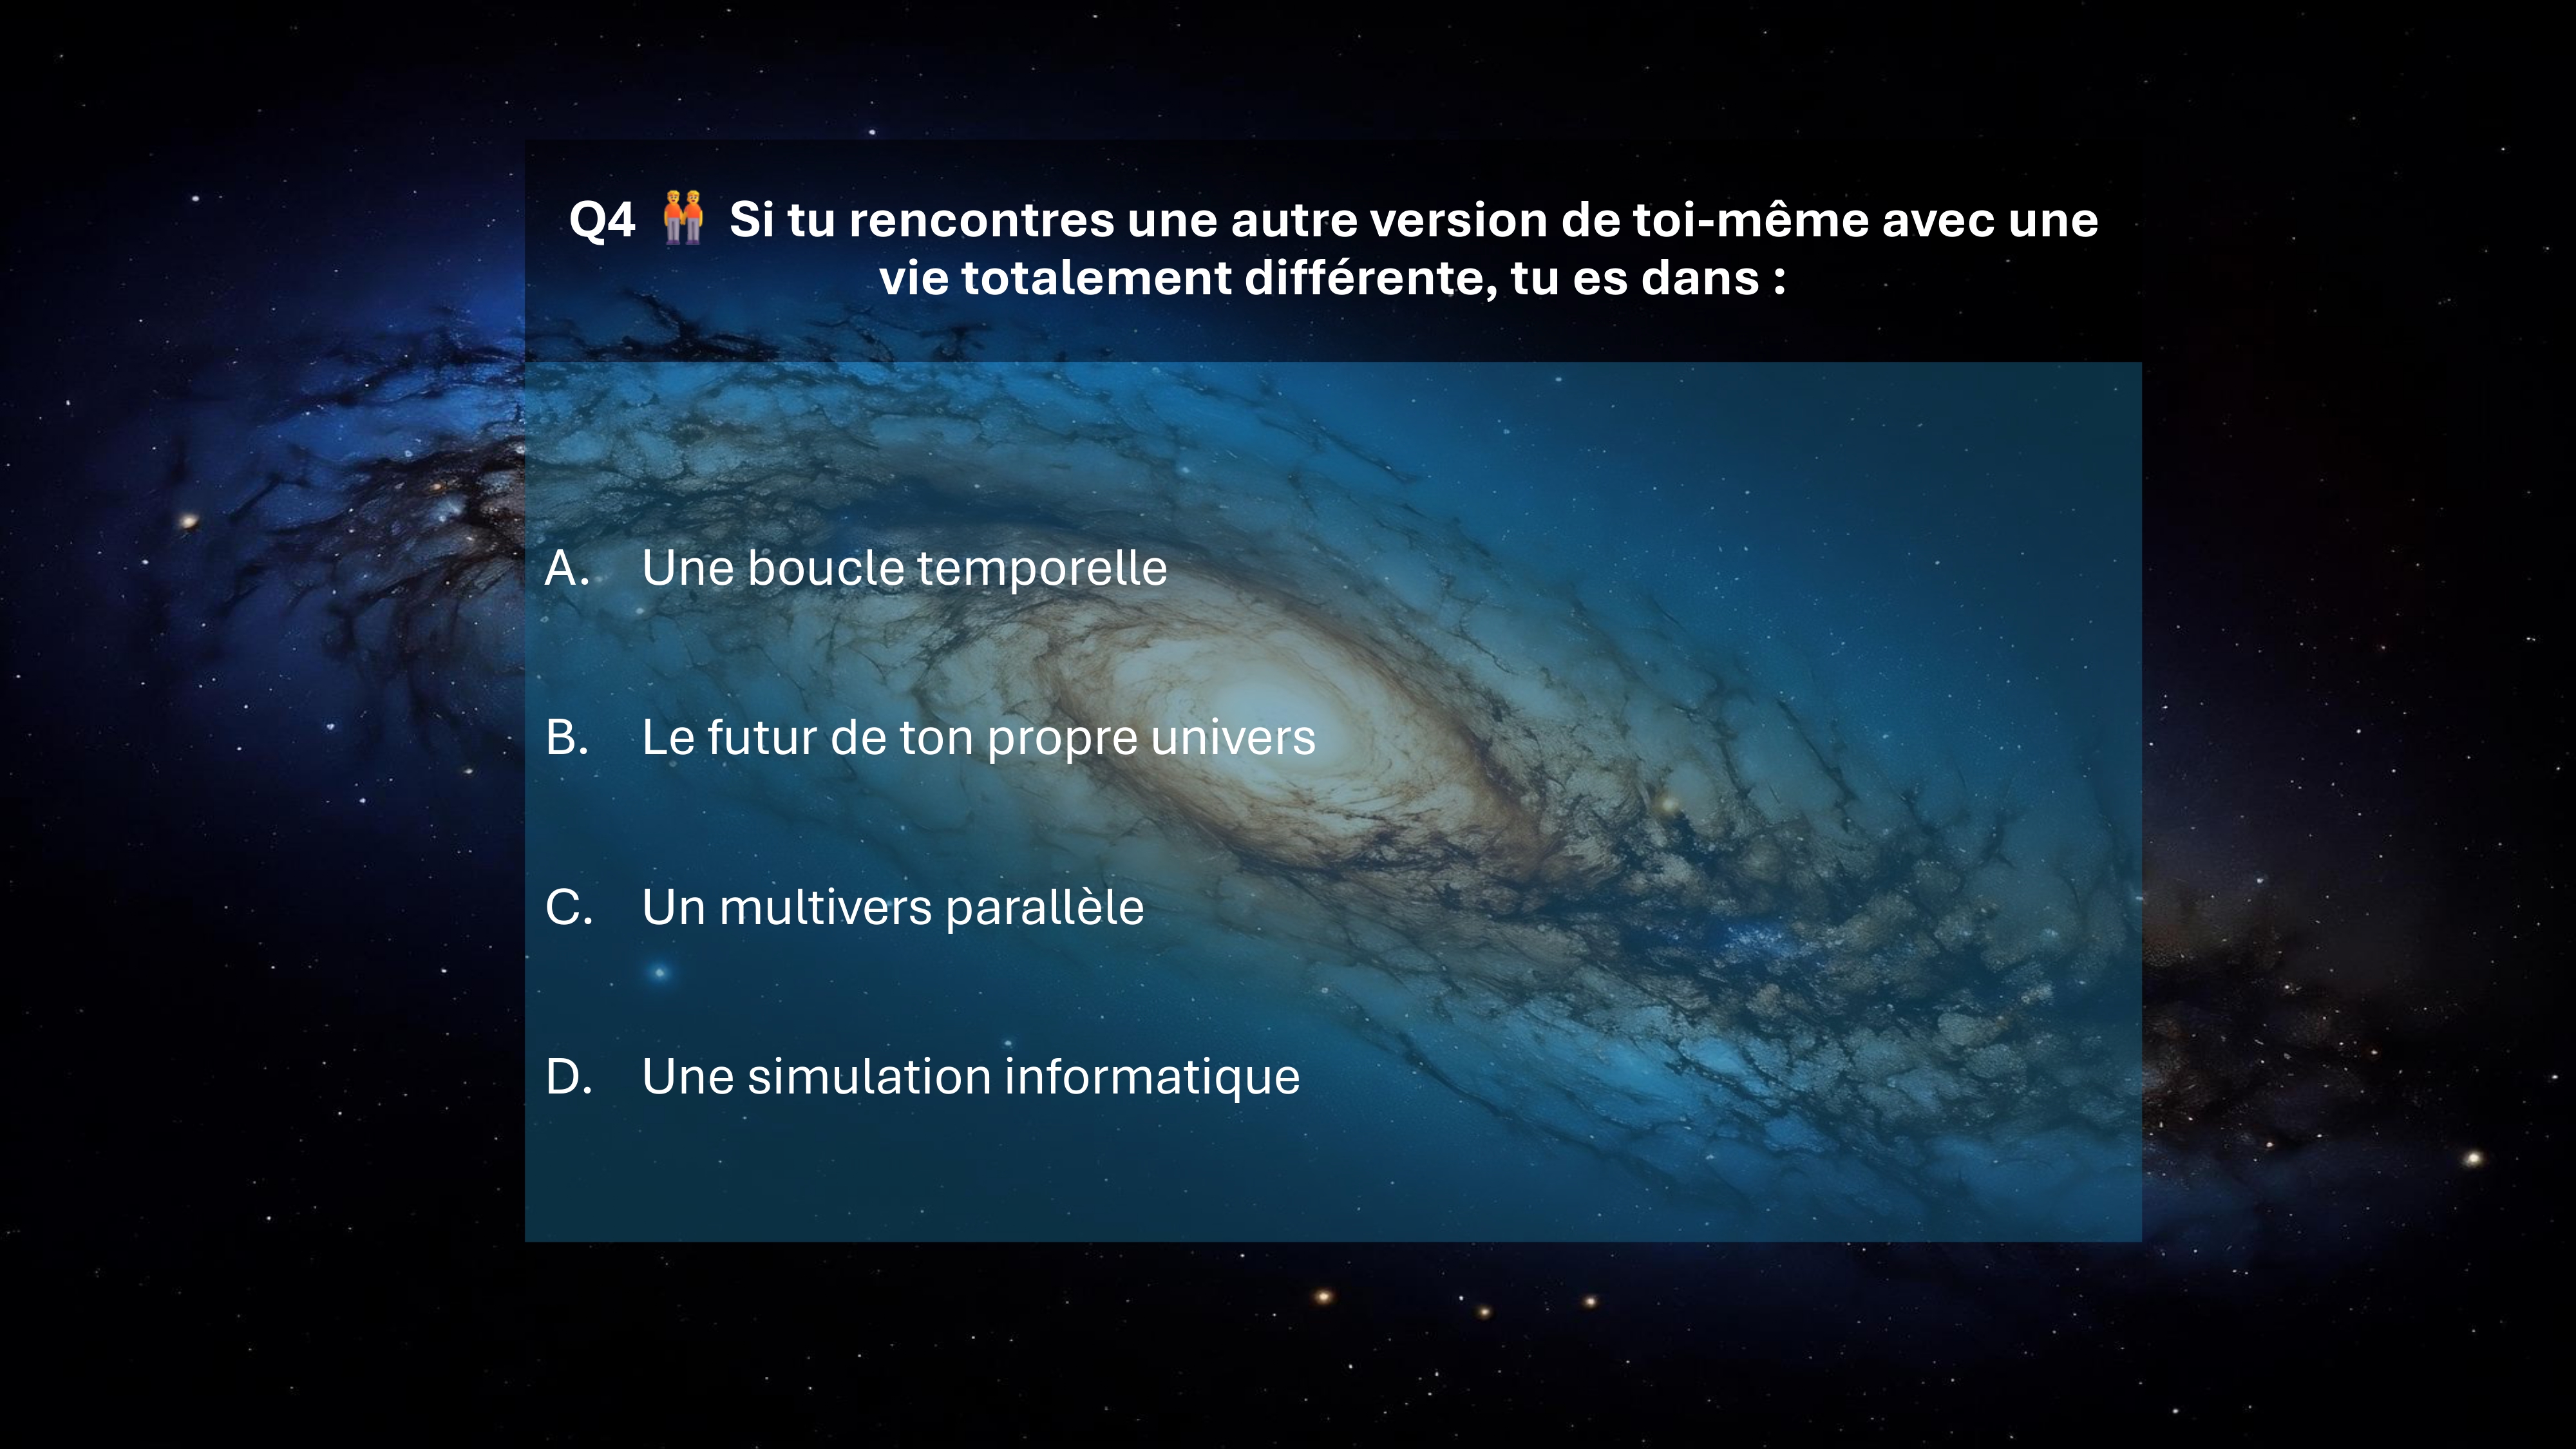 Q4 👬 Si tu rencontres une autre version de toi-même avec une
vie totalement différente, tu es dans :
A. Une boucle temporelle
B. Le futur de ton propre univers
C. Un multivers parallèle
D. Une simulation informatique